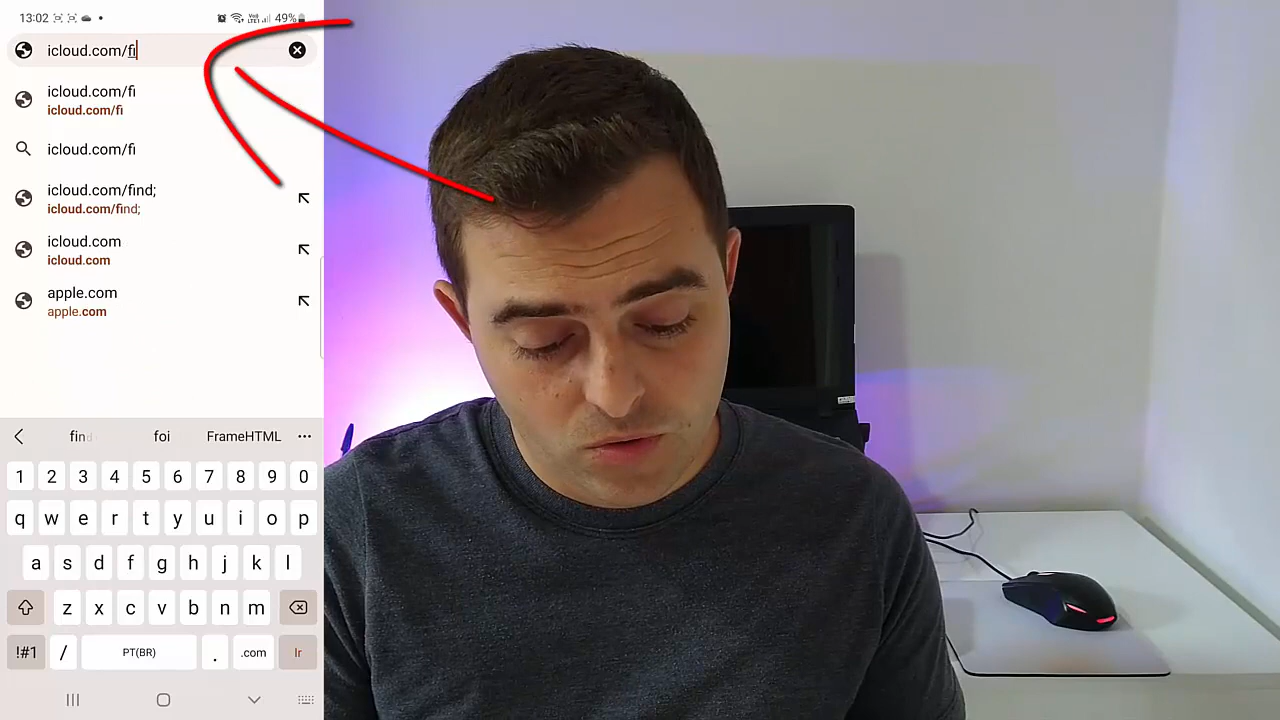 13:02 49%
icloud.com/fi
icloud.com/fi
icloud.com/fi
icloud.com/fi
icloud.com/find;
icloud.com/find;
icloud.com
icloud.com
apple.com
apple.com
find foi FrameHTML
1 2 3 4 5 6 7 8 9 0
q w e r t y u i o p
a s d f g h j k l
z x c v b n m
!#1 / PT(BR) . .com Ir